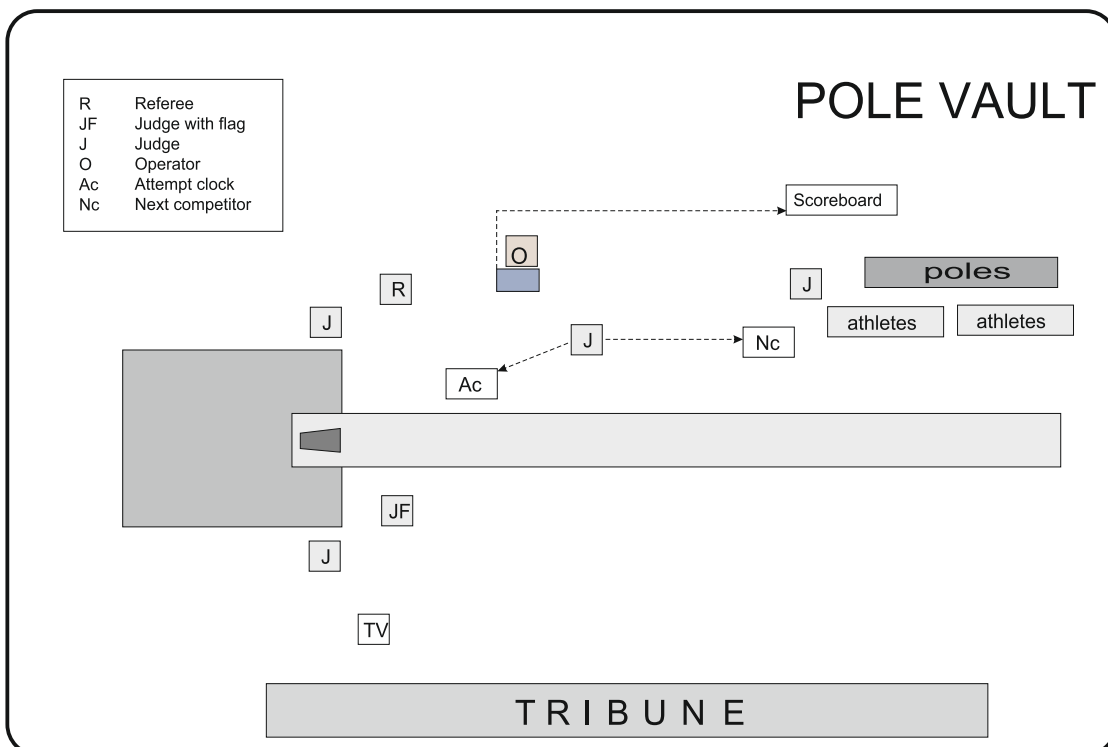 POLE VAULT
R Referee
JF Judge with flag
J Judge
O Operator
Ac Attempt clock
Nc Next competitor
Scoreboard
O
poles
R
J
J
athletes
athletes
J
Nc
Ac
JF
J
TV
TRIBUNE